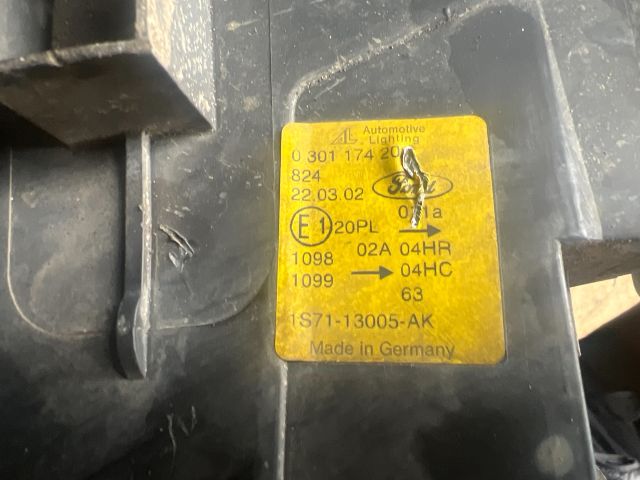 AL Automotive
Lighting
0 301 174
824
22.03.02 Ford
E1 20PL →
02A 04HR
1098
1099 → 04HC
63
1S71-13005-AK
Made in Germany